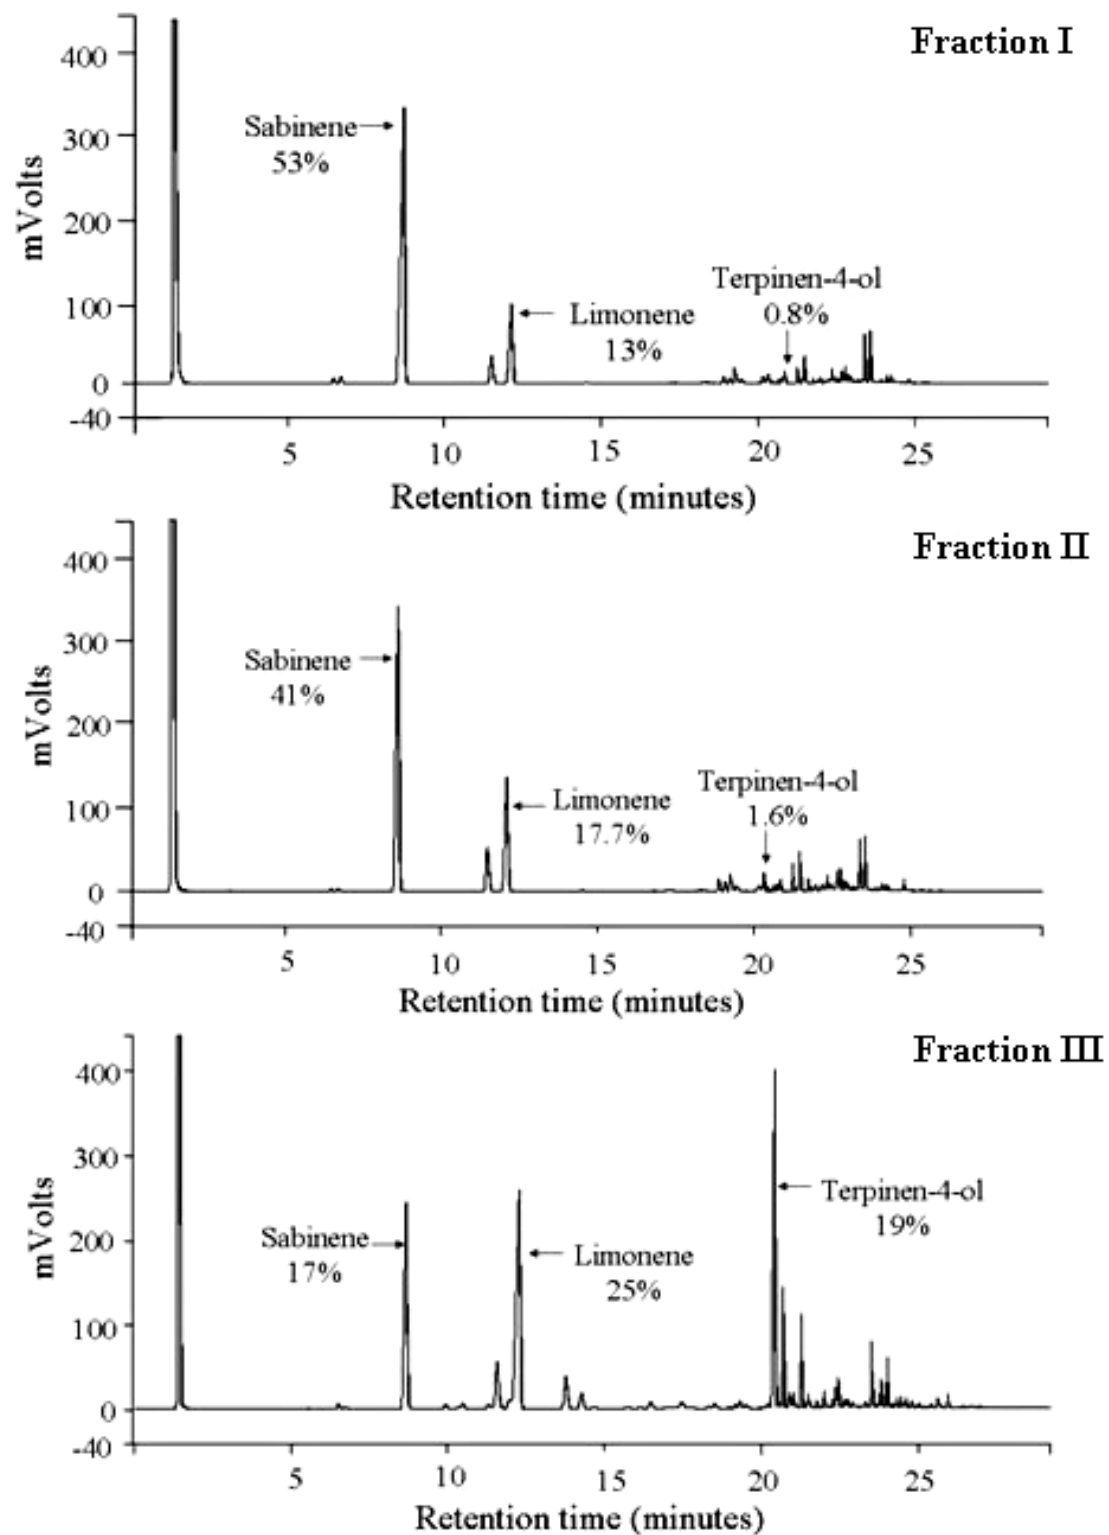 Fraction I
400
300
200
100
0
-40
mVolts
Sabinene
53%
Limonene
13%
Terpinen-4-ol
0.8%
5 10 15 20 25
Retention time (minutes)
Fraction II
400
300
200
100
0
-40
mVolts
Sabinene
41%
Limonene
17.7%
Terpinen-4-ol
1.6%
5 10 15 20 25
Retention time (minutes)
Fraction III
400
300
200
100
0
-40
mVolts
Sabinene
17%
Limonene
25%
Terpinen-4-ol
19%
5 10 15 20 25
Retention time (minutes)